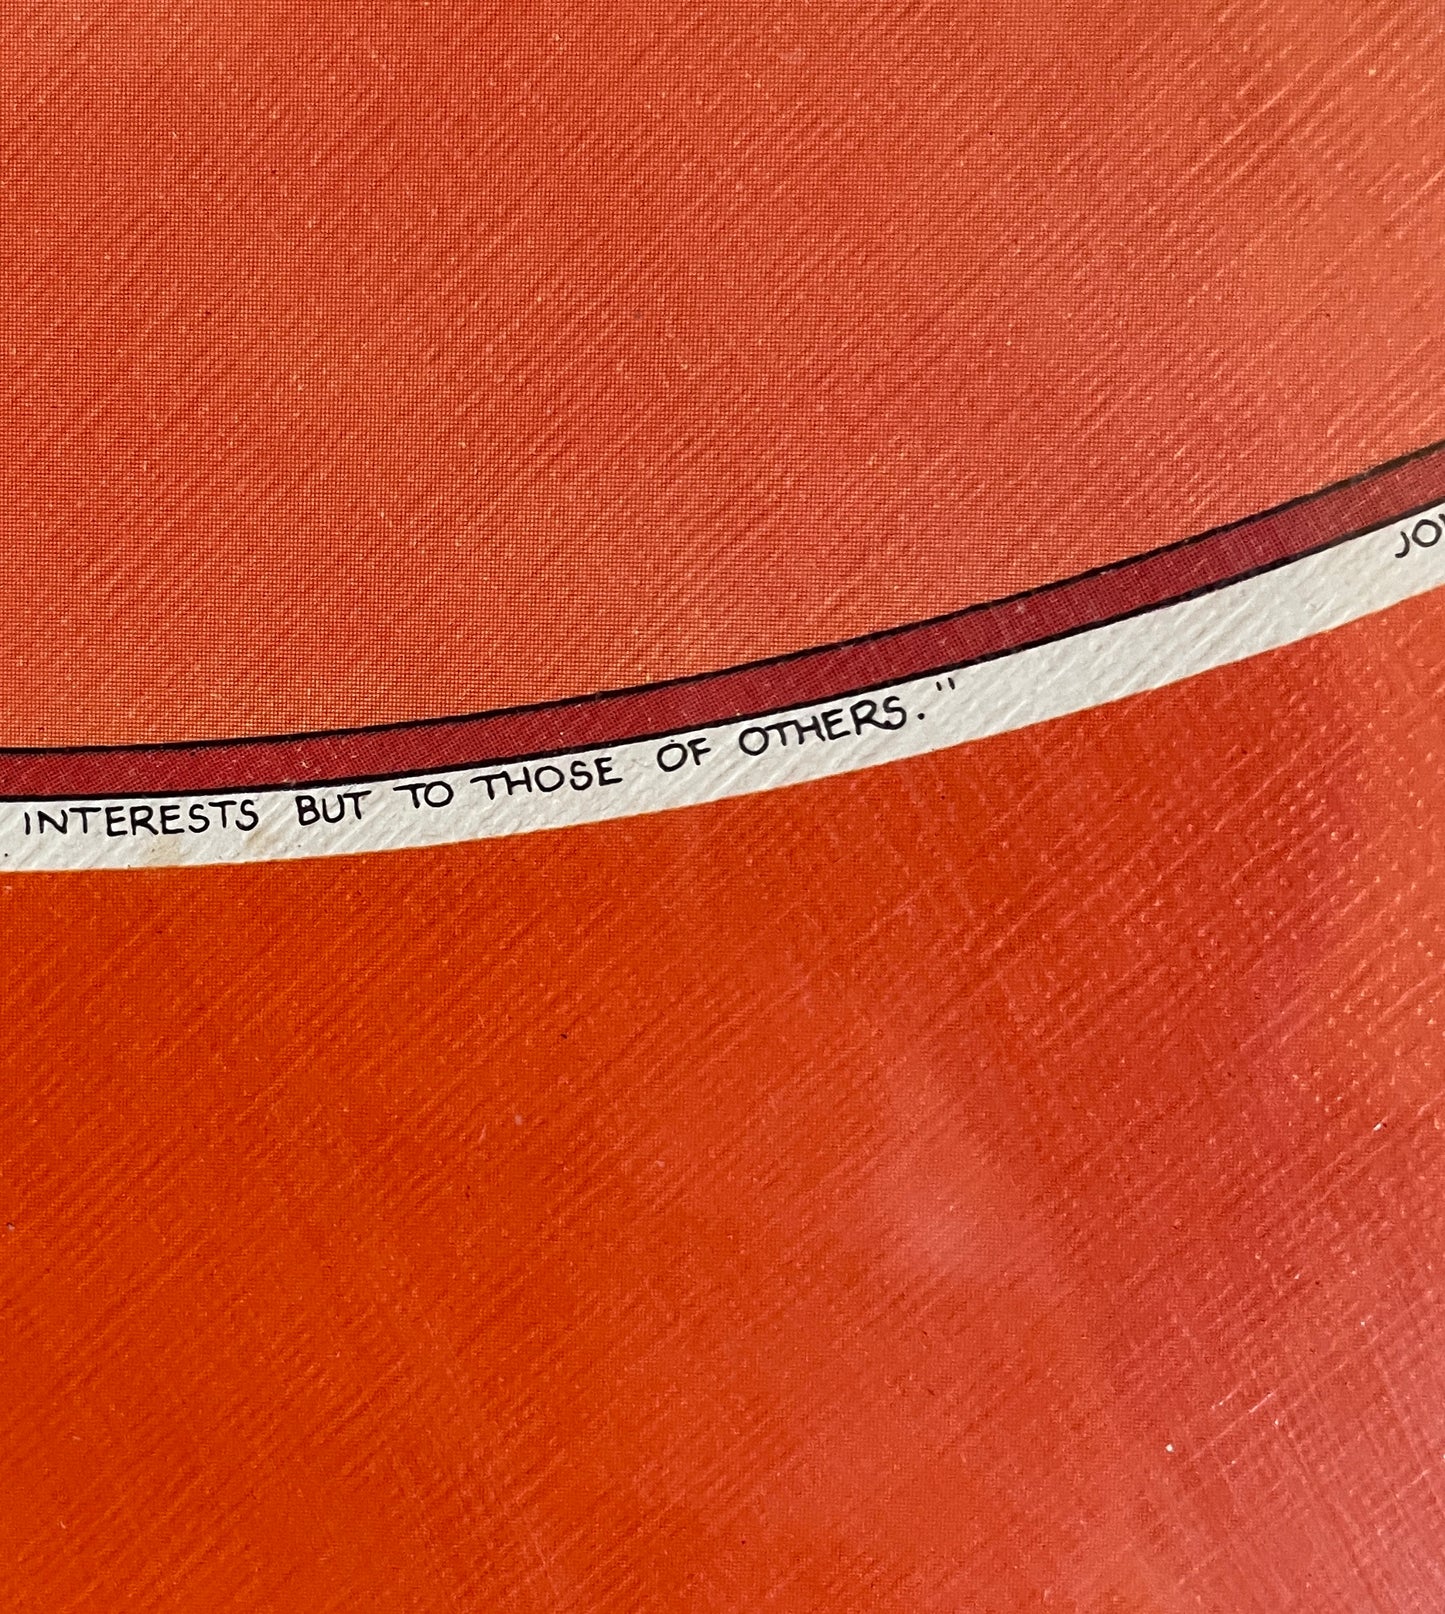 INTERESTS BUT TO THOSE OF OTHERS."